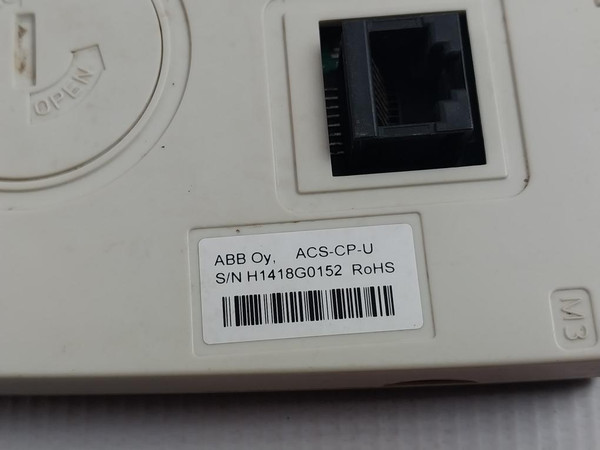 OPEN
ABB Oy, ACS-CP-U
S/N H1418G0152 RoHS
M3